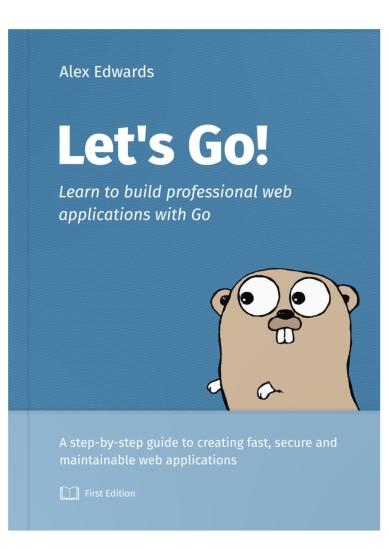 Alex Edwards
Let's Go!
Learn to build professional web
applications with Go
A step-by-step guide to creating fast, secure and
maintainable web applications
First Edition